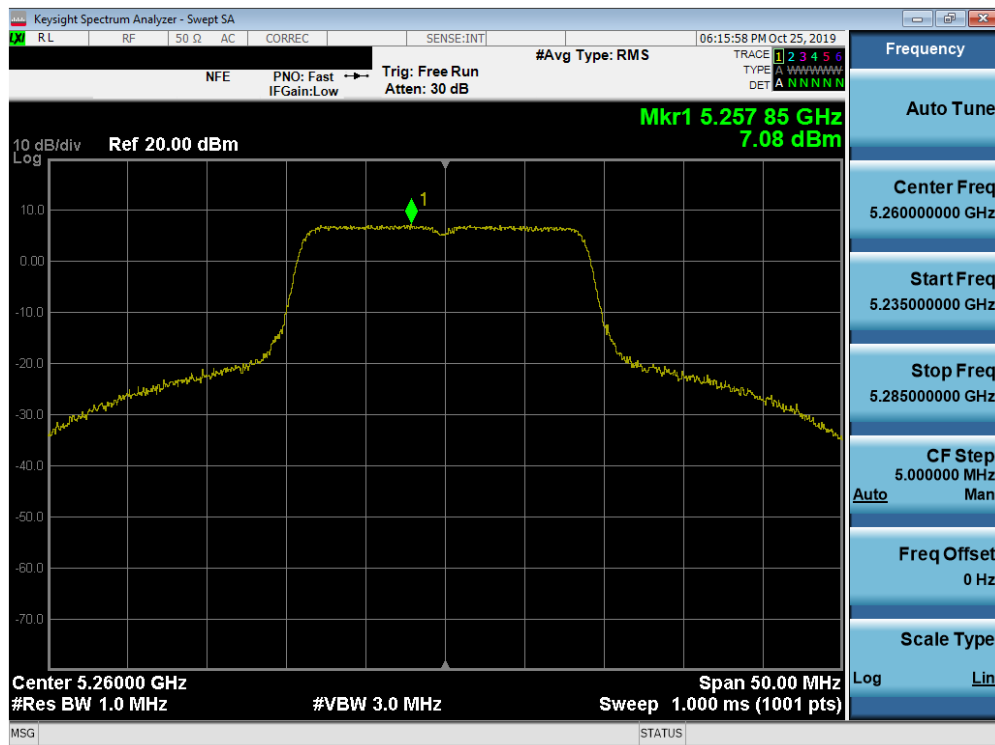 Keysight Spectrum Analyzer - Swept SA
LXI RL RF 50 Ω AC CORREC SENSE:INT 06:15:58 PM Oct 25, 2019
NFE PNO: Fast IFGain:Low Trig: Free Run Atten: 30 dB #Avg Type: RMS
TRACE 1 2 3 4 5 6
TYPE A WWWWWW
DET A N N N N N
Mkr1 5.257 85 GHz
7.08 dBm
10 dB/div Ref 20.00 dBm
Log
1
10.0
0.00
-10.0
-20.0
-30.0
-40.0
-50.0
-60.0
-70.0
Center 5.26000 GHz Span 50.00 MHz
#Res BW 1.0 MHz #VBW 3.0 MHz Sweep 1.000 ms (1001 pts)
MSG STATUS
Frequency
Auto Tune
Center Freq
5.260000000 GHz
Start Freq
5.235000000 GHz
Stop Freq
5.285000000 GHz
CF Step
5.000000 MHz
Auto Man
Freq Offset
0 Hz
Scale Type
Log Lin